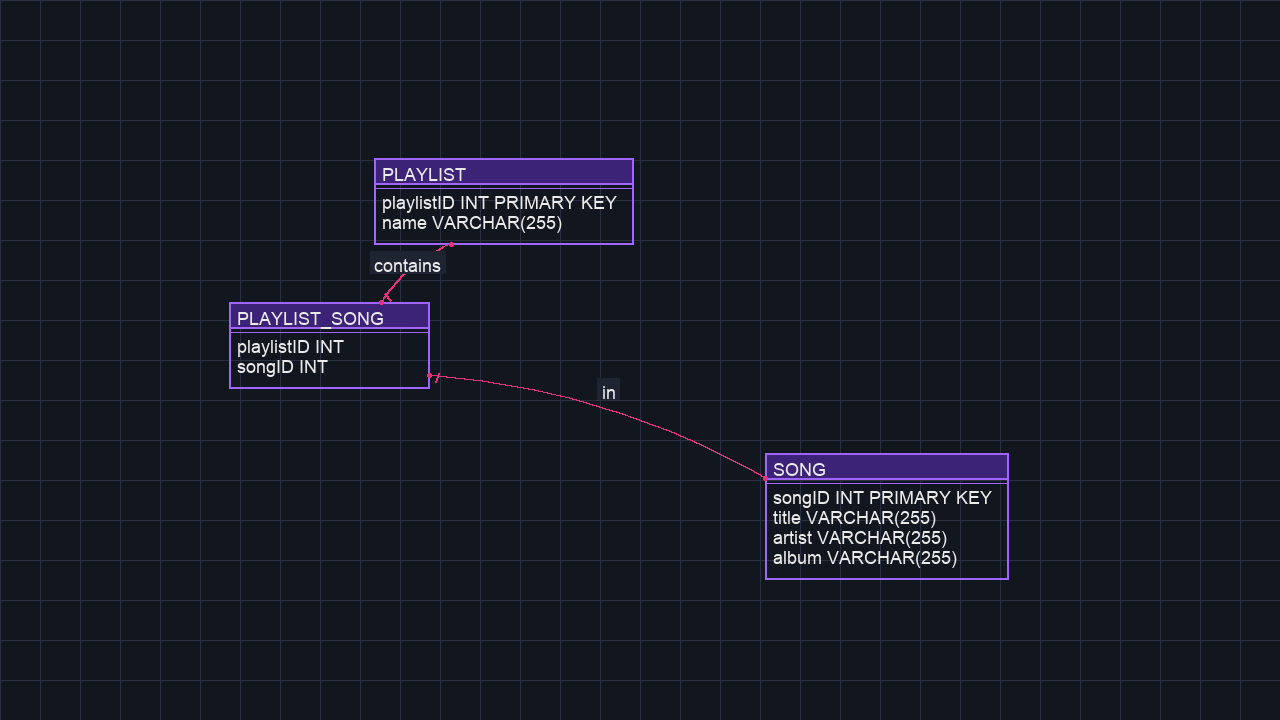 PLAYLIST
playlistID INT PRIMARY KEY
name VARCHAR(255)
contains
PLAYLIST_SONG
playlistID INT
songID INT
in
SONG
songID INT PRIMARY KEY
title VARCHAR(255)
artist VARCHAR(255)
album VARCHAR(255)